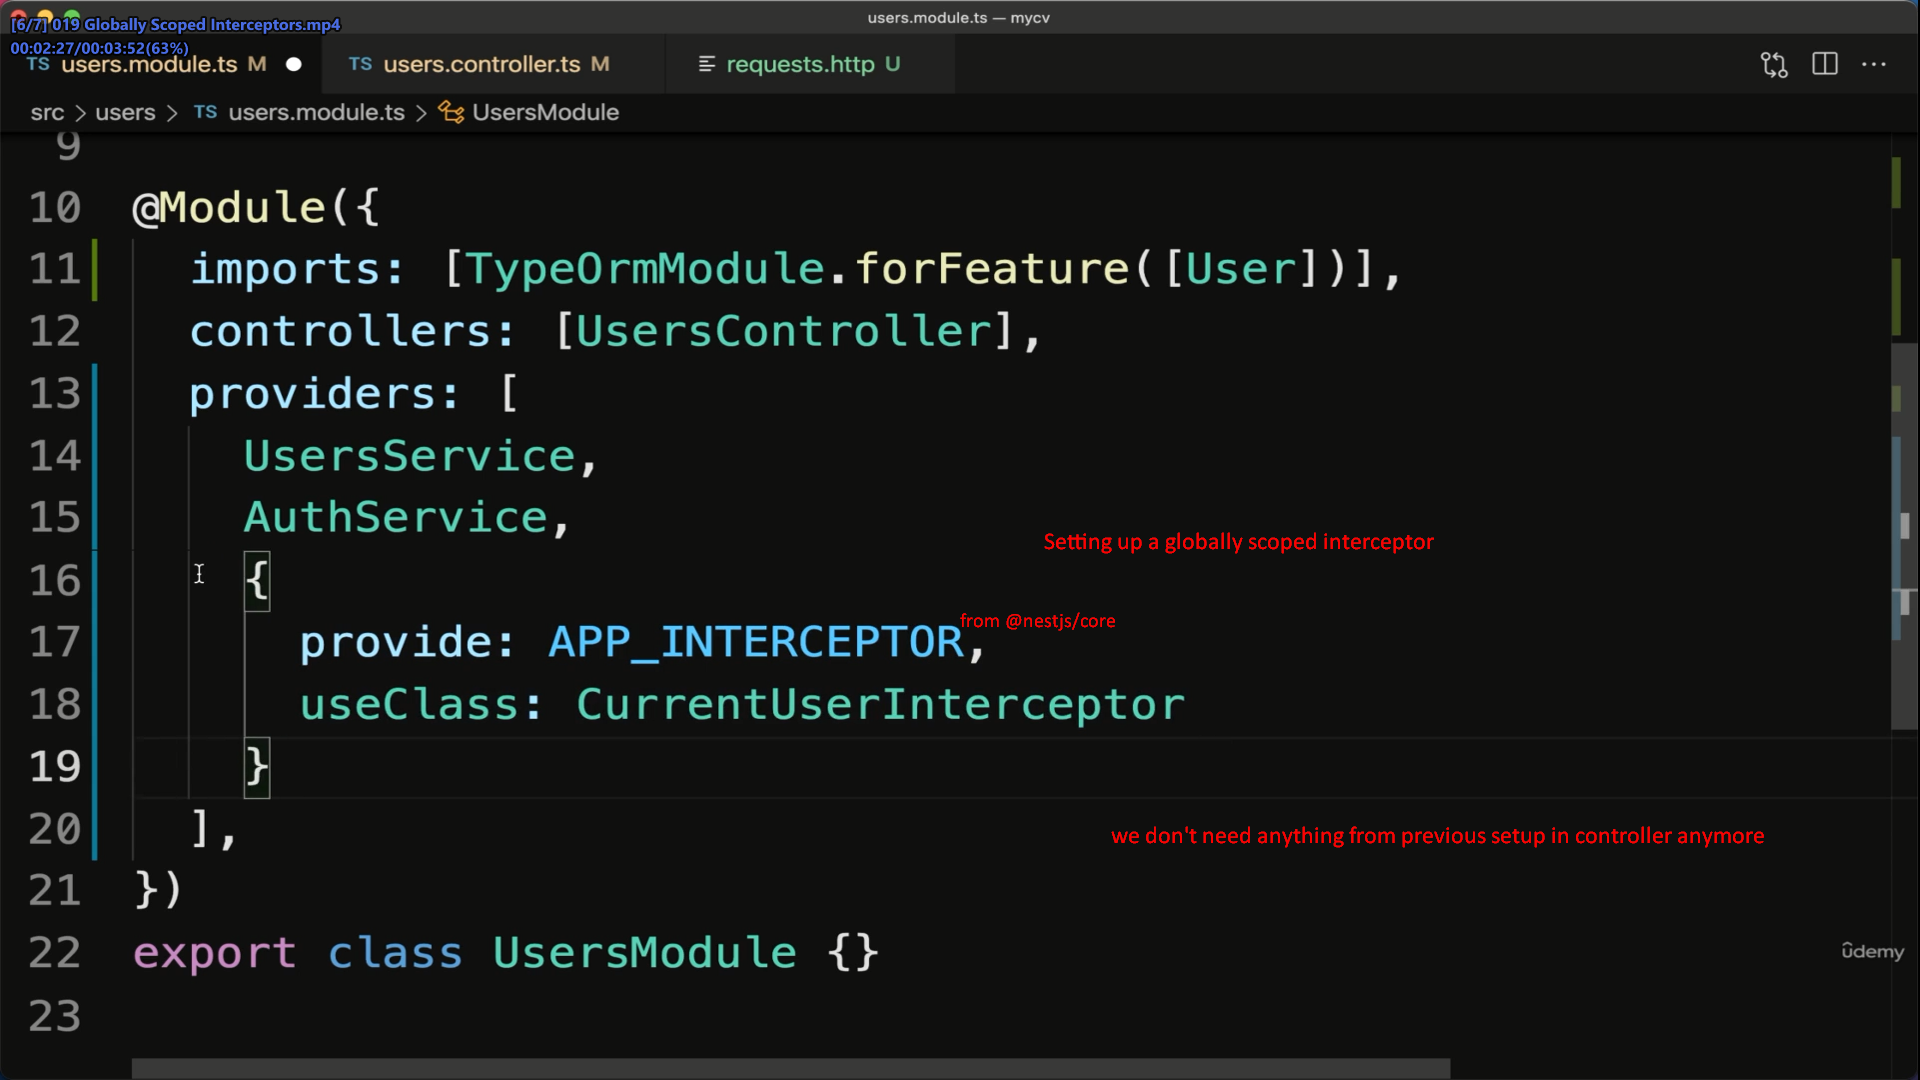 users.module.ts — mycv
[6/7] 019 Globally Scoped Interceptors.mp4
00:02:27/00:03:52(63%)
TS users.module.ts M
TS users.controller.ts M
requests.http U
src > users > TS users.module.ts > UsersModule
9
10 @Module({
11 imports: [TypeOrmModule.forFeature([User])],
12 controllers: [UsersController],
13 providers: [
14 UsersService,
15 AuthService,
Setting up a globally scoped interceptor
16 {
from @nestjs/core
17 provide: APP_INTERCEPTOR,
18 useClass: CurrentUserInterceptor
19 }
20 ],
we don't need anything from previous setup in controller anymore
21 })
22 export class UsersModule {}
ûdemy
23